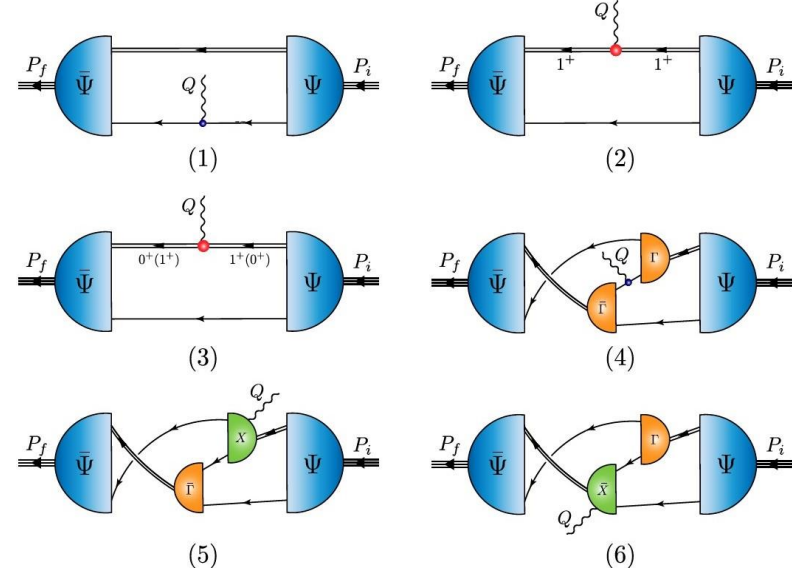 Q
P_f Ψ̄ Q Ψ P_i P_f Ψ̄ 1⁺ 1⁺ Ψ P_i
(1) (2)
Q
P_f Ψ̄ 0⁺(1⁺) 1⁺(0⁺) Ψ P_i P_f Ψ̄ Γ̄ Q Γ Ψ P_i
(3) (4)
P_f Ψ̄ Γ̄ X Q Ψ P_i P_f Ψ̄ Q X̄ Γ Ψ P_i
(5) (6)